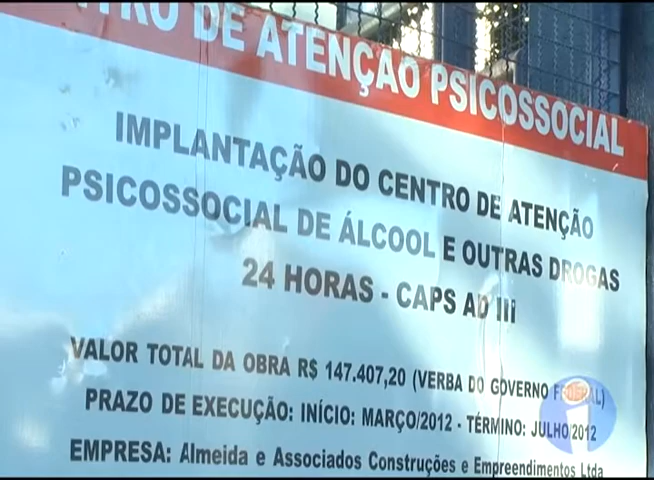 DE ATENÇÃO PSICOSSOCIAL
IMPLANTAÇÃO DO CENTRO DE ATENÇÃO
PSICOSSOCIAL DE ÁLCOOL E OUTRAS DROGAS
24 HORAS - CAPS AD III
VALOR TOTAL DA OBRA R$ 147.407,20 (VERBA DO GOVERNO FEDERAL)
PRAZO DE EXECUÇÃO: INÍCIO: MARÇO/2012 - TÉRMINO: JULHO/2012
EMPRESA: Almeida e Associados Construções e Empreendimentos Ltda